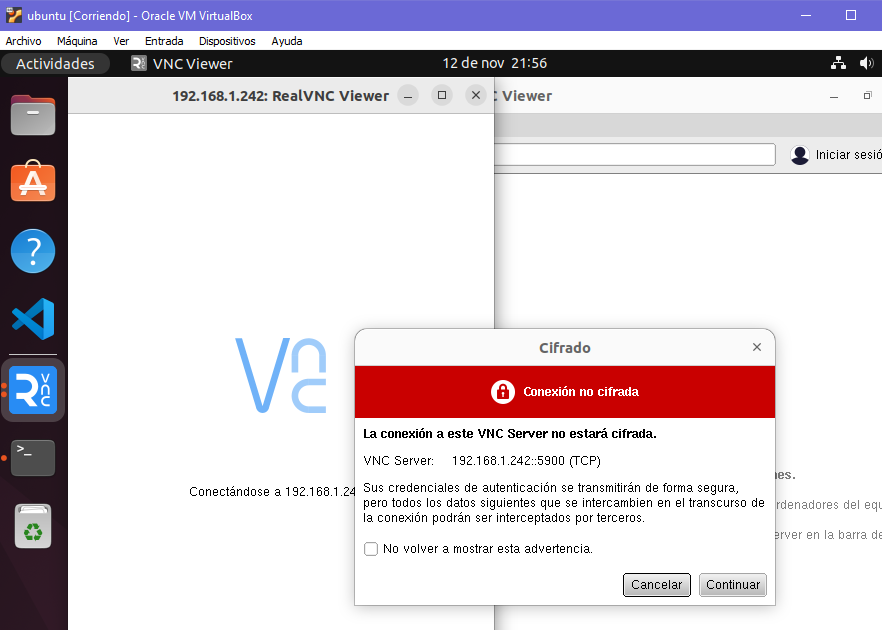 ubuntu [Corriendo] - Oracle VM VirtualBox
Archivo Máquina Ver Entrada Dispositivos Ayuda
Actividades VNC Viewer 12 de nov 21:56
192.168.1.242: RealVNC Viewer
Viewer
Iniciar sesió
Conectándose a 192.168.1.24
Cifrado
Conexión no cifrada
La conexión a este VNC Server no estará cifrada.
VNC Server: 192.168.1.242::5900 (TCP)
Sus credenciales de autenticación se transmitirán de forma segura,
pero todos los datos siguientes que se intercambien en el transcurso de
la conexión podrán ser interceptados por terceros.
No volver a mostrar esta advertencia.
Cancelar Continuar
nes.
rdenadores del equ
erver en la barra de